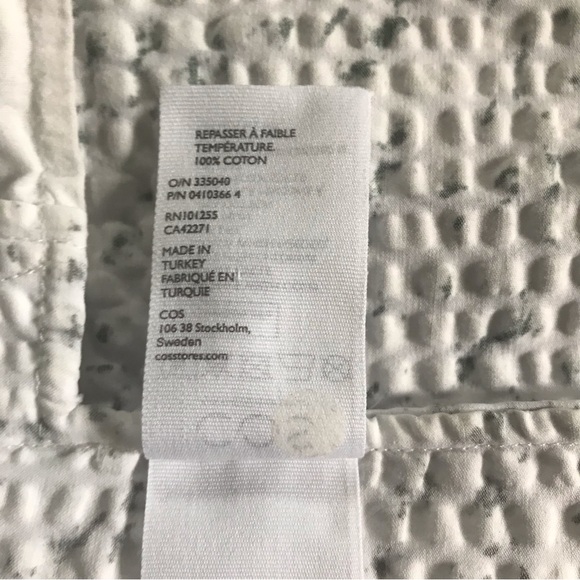 REPASSER À FAIBLE
TEMPÉRATURE.
100% COTON
O/N 335040
P/N 0410366 4
RN101255
CA42271
MADE IN
TURKEY
FABRIQUÉ EN
TURQUIE
COS
106 38 Stockholm,
Sweden
cosstores.com